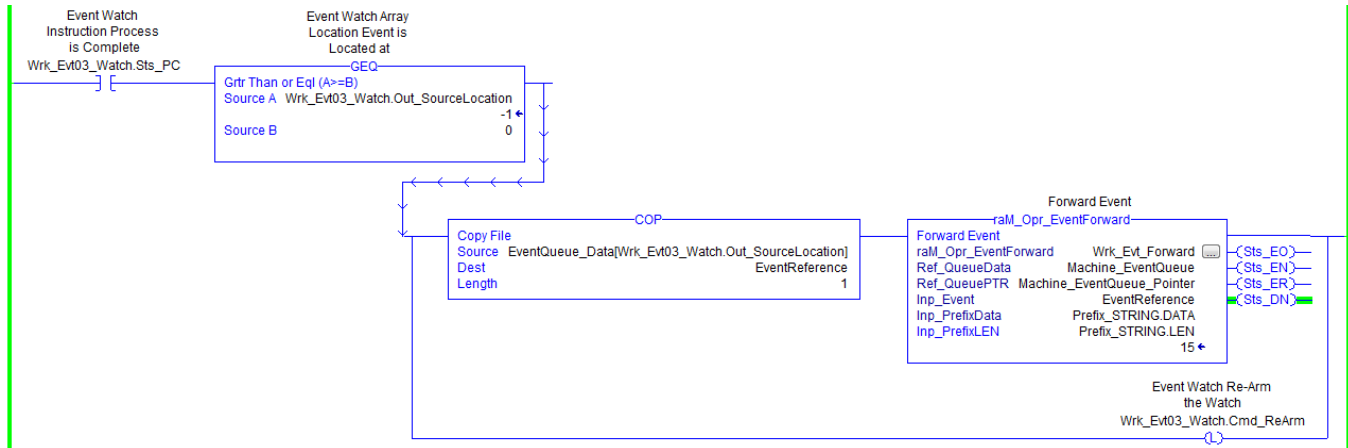 Event Watch
Instruction Process
is Complete
Wrk_Evt03_Watch.Sts_PC
Event Watch Array
Location Event is
Located at
GEQ
Grtr Than or Eql (A>=B)
Source A Wrk_Evt03_Watch.Out_SourceLocation
-1
Source B 0
COP
Copy File
Source EventQueue_Data[Wrk_Evt03_Watch.Out_SourceLocation]
Dest EventReference
Length 1
Forward Event
raM_Opr_EventForward
Forward Event
raM_Opr_EventForward Wrk_Evt_Forward ...
Ref_QueueData Machine_EventQueue
Ref_QueuePTR Machine_EventQueue_Pointer
Inp_Event EventReference
Inp_PrefixData Prefix_STRING.DATA
Inp_PrefixLEN Prefix_STRING.LEN
15
Sts_EO
Sts_EN
Sts_ER
Sts_DN
Event Watch Re-Arm
the Watch
Wrk_Evt03_Watch.Cmd_ReArm
L